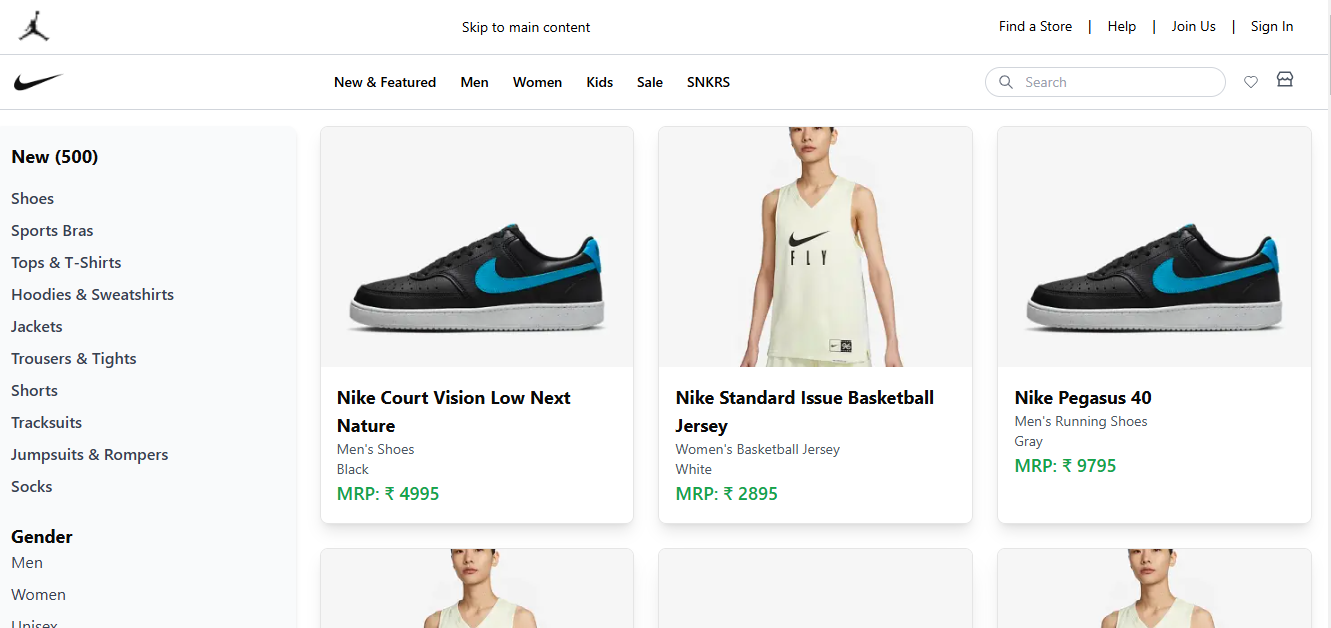 Skip to main content
Find a Store | Help | Join Us | Sign In
New & Featured Men Women Kids Sale SNKRS
Search
New (500)
Shoes
Sports Bras
Tops & T-Shirts
Hoodies & Sweatshirts
Jackets
Trousers & Tights
Shorts
Tracksuits
Jumpsuits & Rompers
Socks
Gender
Men
Women
Unisex
Nike Court Vision Low Next
Nature
Men's Shoes
Black
MRP: ₹ 4995
FLY
96
Nike Standard Issue Basketball
Jersey
Women's Basketball Jersey
White
MRP: ₹ 2895
Nike Pegasus 40
Men's Running Shoes
Gray
MRP: ₹ 9795